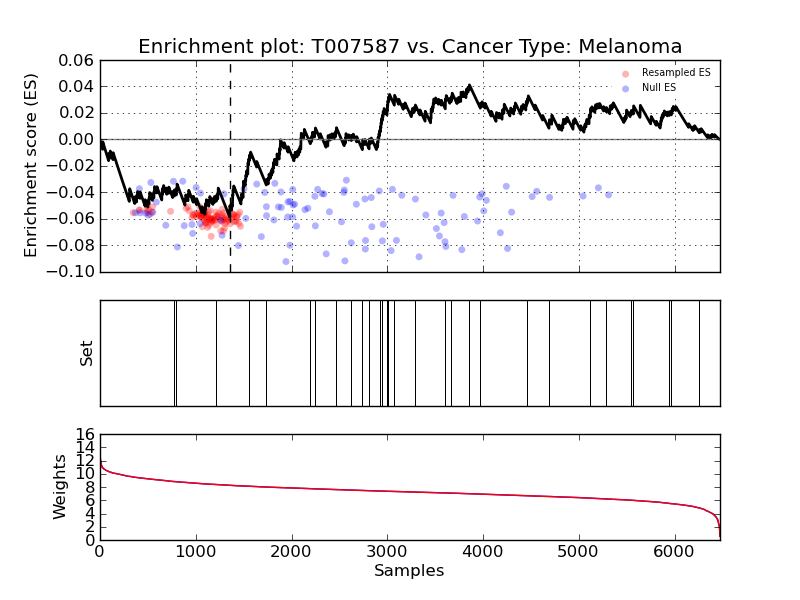 Enrichment plot: T007587 vs. Cancer Type: Melanoma
Enrichment score (ES)
0.06
0.04
0.02
0.00
−0.02
−0.04
−0.06
−0.08
−0.10
Resampled ES
Null ES
Set
Weights
16
14
12
10
8
6
4
2
0
0 1000 2000 3000 4000 5000 6000
Samples